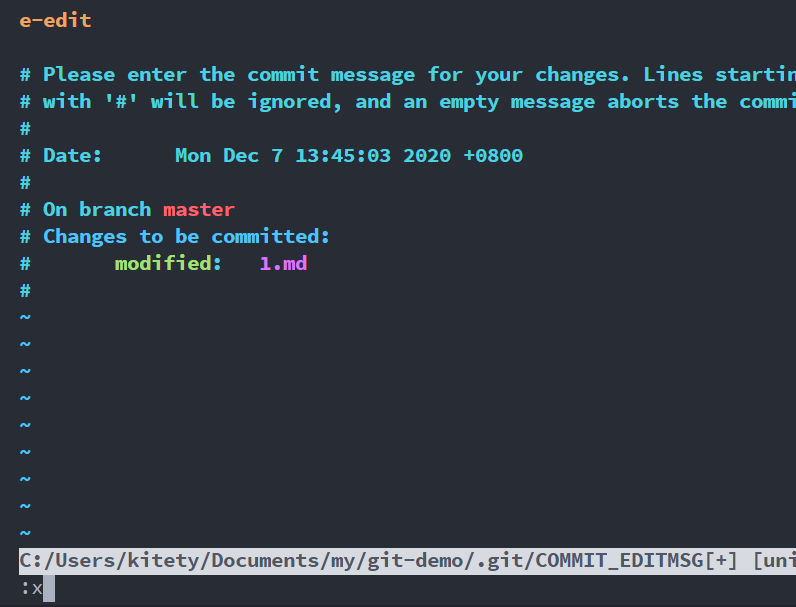 e-edit
# Please enter the commit message for your changes. Lines startin
# with '#' will be ignored, and an empty message aborts the commi
#
# Date:      Mon Dec 7 13:45:03 2020 +0800
#
# On branch master
# Changes to be committed:
#       modified:   1.md
#
~
~
~
~
~
~
~
~
~
C:/Users/kitety/Documents/my/git-demo/.git/COMMIT_EDITMSG[+] [uni
:x